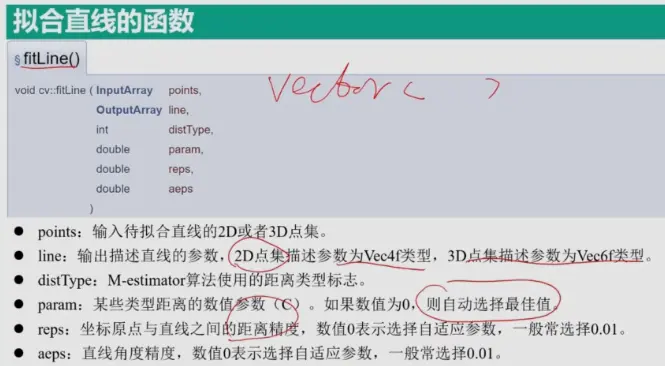 拟合直线的函数
§ fitLine()
vector< >
void cv::fitLine ( InputArray points,
OutputArray line,
int distType,
double param,
double reps,
double aeps
)
● points：输入待拟合直线的2D或者3D点集。
● line：输出描述直线的参数，2D点集描述参数为Vec4f类型，3D点集描述参数为Vec6f类型。
● distType：M-estimator算法使用的距离类型标志。
● param：某些类型距离的数值参数（C）。如果数值为0，则自动选择最佳值。
● reps：坐标原点与直线之间的距离精度，数值0表示选择自适应参数，一般常选择0.01。
● aeps：直线角度精度，数值0表示选择自适应参数，一般常选择0.01。